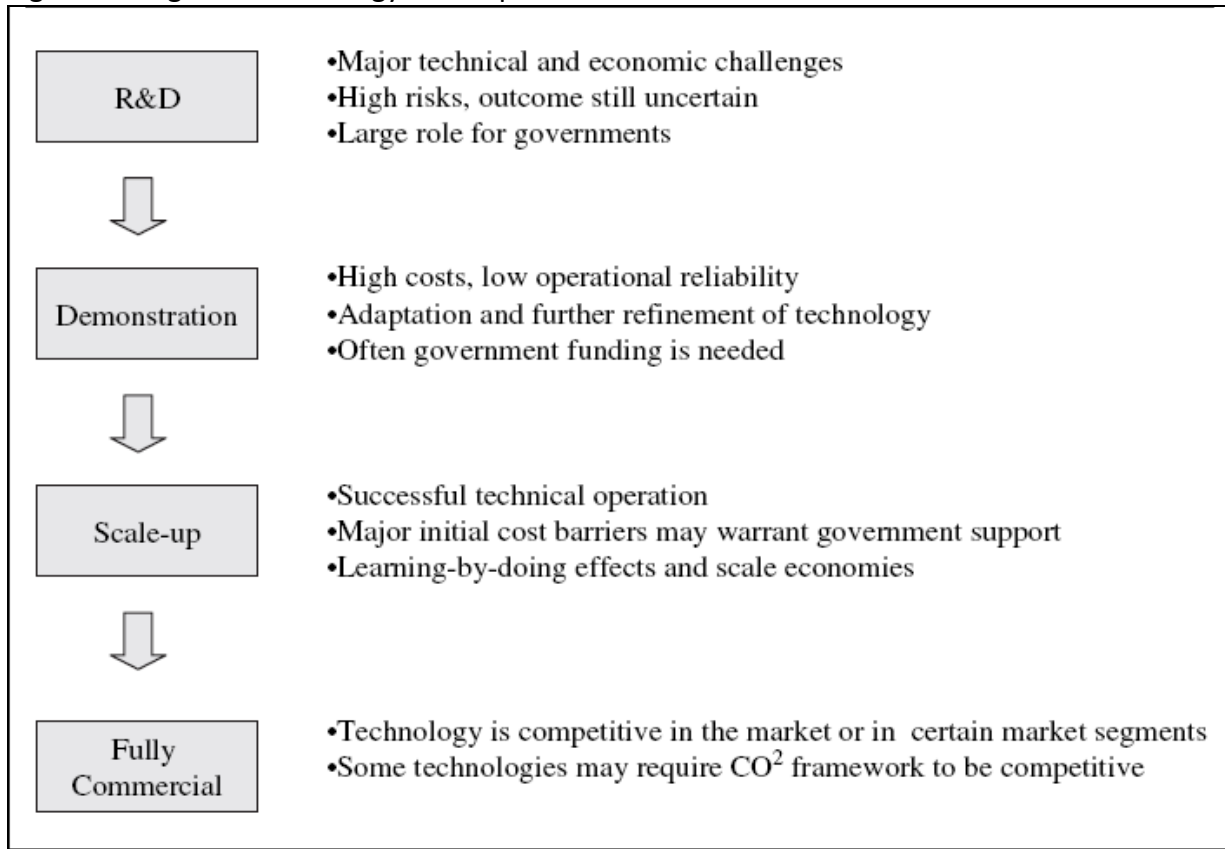 R&D
•Major technical and economic challenges
•High risks, outcome still uncertain
•Large role for governments
Demonstration
•High costs, low operational reliability
•Adaptation and further refinement of technology
•Often government funding is needed
Scale-up
•Successful technical operation
•Major initial cost barriers may warrant government support
•Learning-by-doing effects and scale economies
Fully
Commercial
•Technology is competitive in the market or in certain market segments
•Some technologies may require CO² framework to be competitive